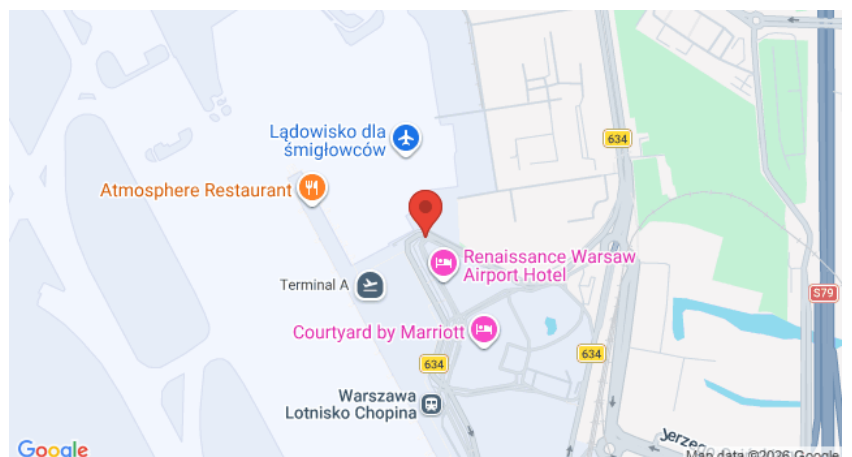 Lądowisko dla
śmigłowców
634
Atmosphere Restaurant
Renaissance Warsaw
Airport Hotel
Terminal A
S79
Courtyard by Marriott
634
634
Warszawa
Lotnisko Chopina
Google
Map data ©2026 Google